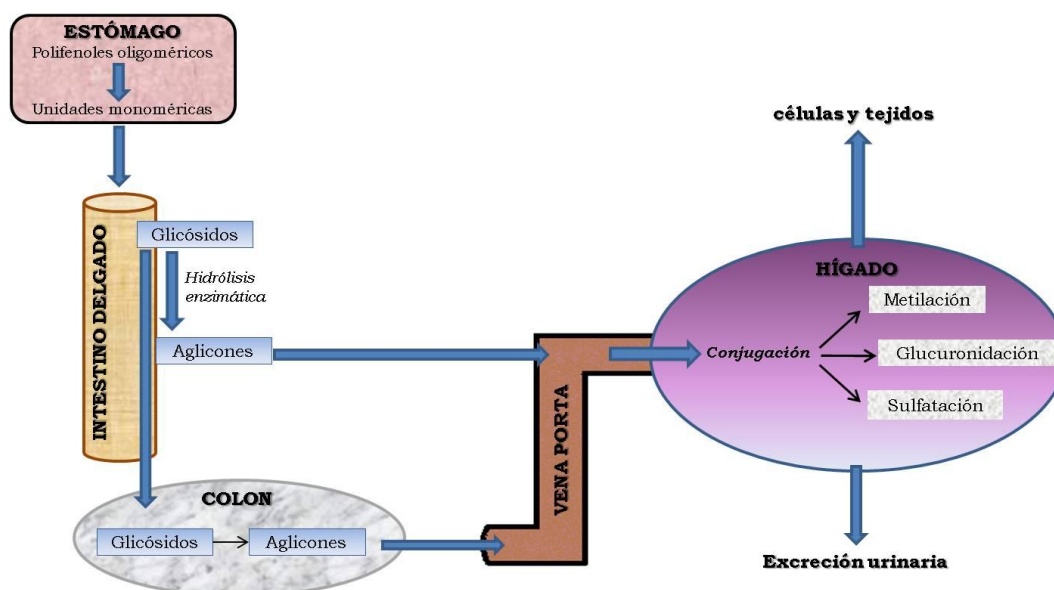 ESTÓMAGO
Polifenoles oligoméricos
Unidades monoméricas
INTESTINO DELGADO
Glicósidos
Hidrólisis
enzimática
Aglicones
COLON
Glicósidos
Aglicones
VENA PORTA
células y tejidos
HÍGADO
Conjugación
Metilación
Glucuronidación
Sulfatación
Excreción urinaria